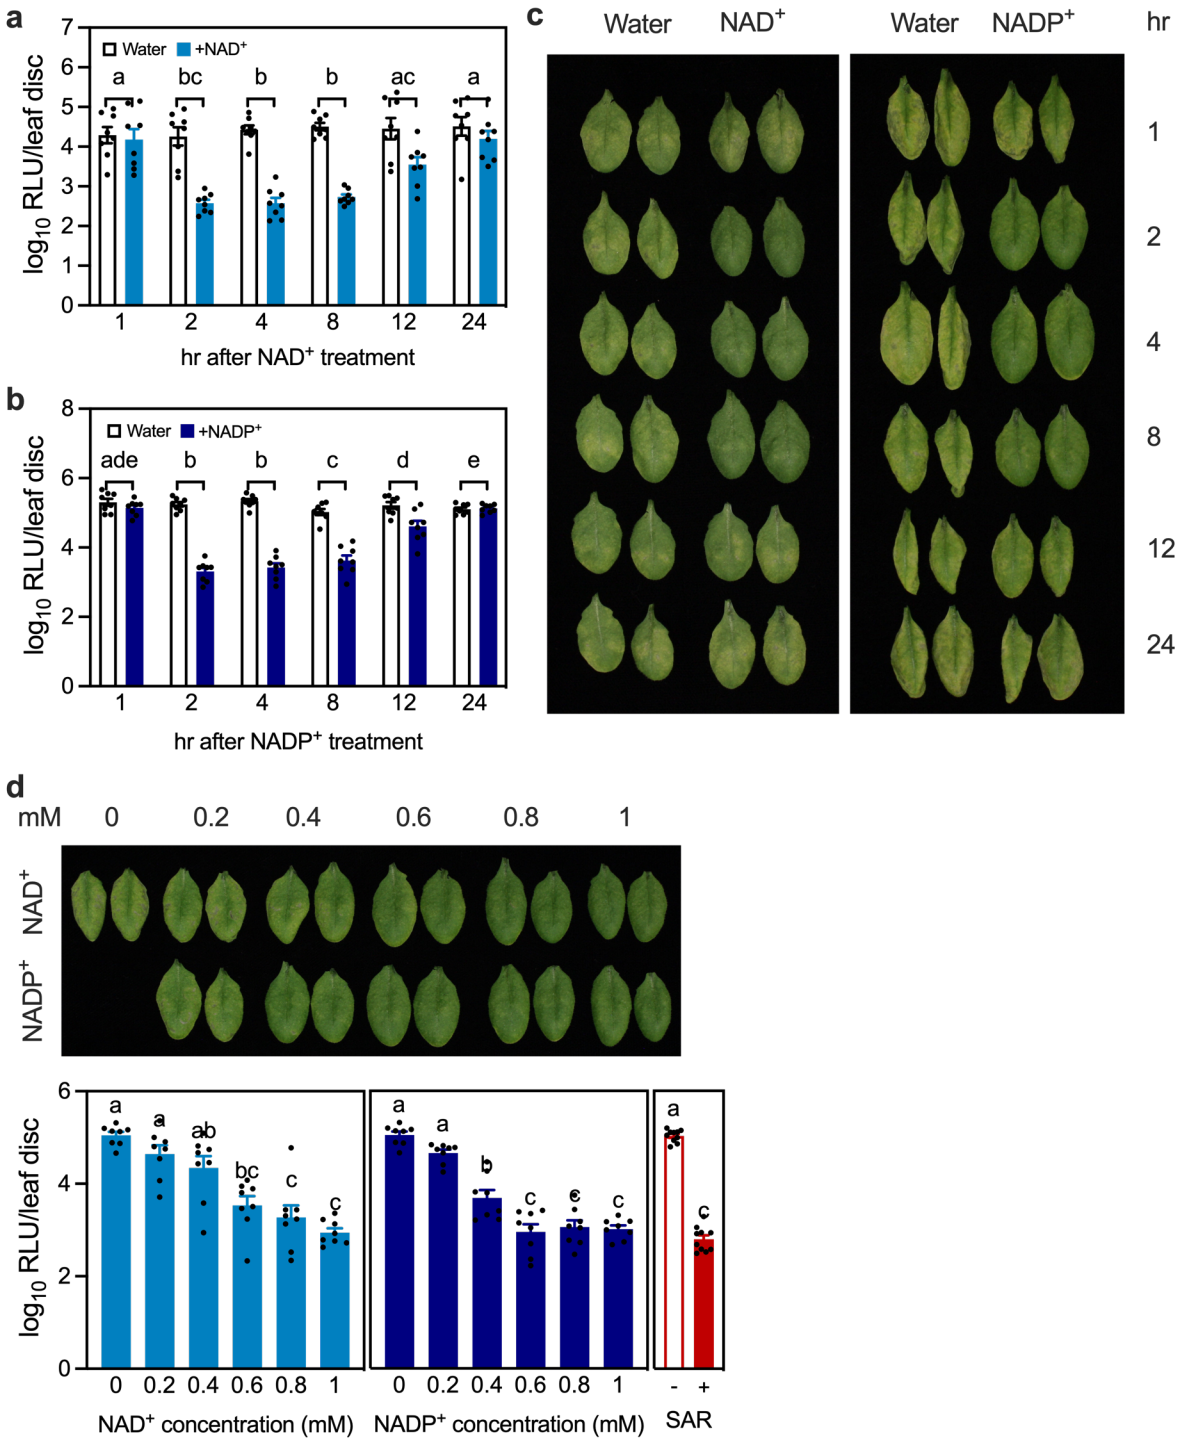 a
7
6
5
4
3
2
1
0
log10 RLU/leaf disc
Water +NAD+
a bc b b ac a
1 2 4 8 12 24
hr after NAD+ treatment
b
8
6
4
2
0
log10 RLU/leaf disc
Water +NADP+
ade b b c d e
1 2 4 8 12 24
hr after NADP+ treatment
c
Water NAD+ Water NADP+ hr
1
2
4
8
12
24
d
mM 0 0.2 0.4 0.6 0.8 1
NAD+
NADP+
6
4
2
0
log10 RLU/leaf disc
a a ab bc c c
0 0.2 0.4 0.6 0.8 1
NAD+ concentration (mM)
a a b c c c
0 0.2 0.4 0.6 0.8 1
NADP+ concentration (mM)
a c
- +
SAR